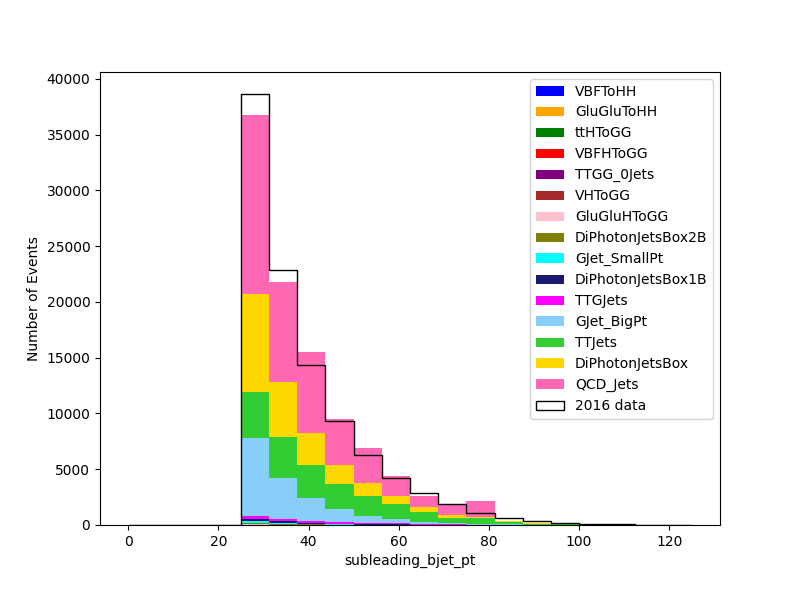 40000
35000
30000
25000
20000
15000
10000
5000
0
Number of Events
0 20 40 60 80 100 120
subleading_bjet_pt
VBFToHH
GluGluToHH
ttHToGG
VBFHToGG
TTGG_0Jets
VHToGG
GluGluHToGG
DiPhotonJetsBox2B
GJet_SmallPt
DiPhotonJetsBox1B
TTGJets
GJet_BigPt
TTJets
DiPhotonJetsBox
QCD_Jets
2016 data